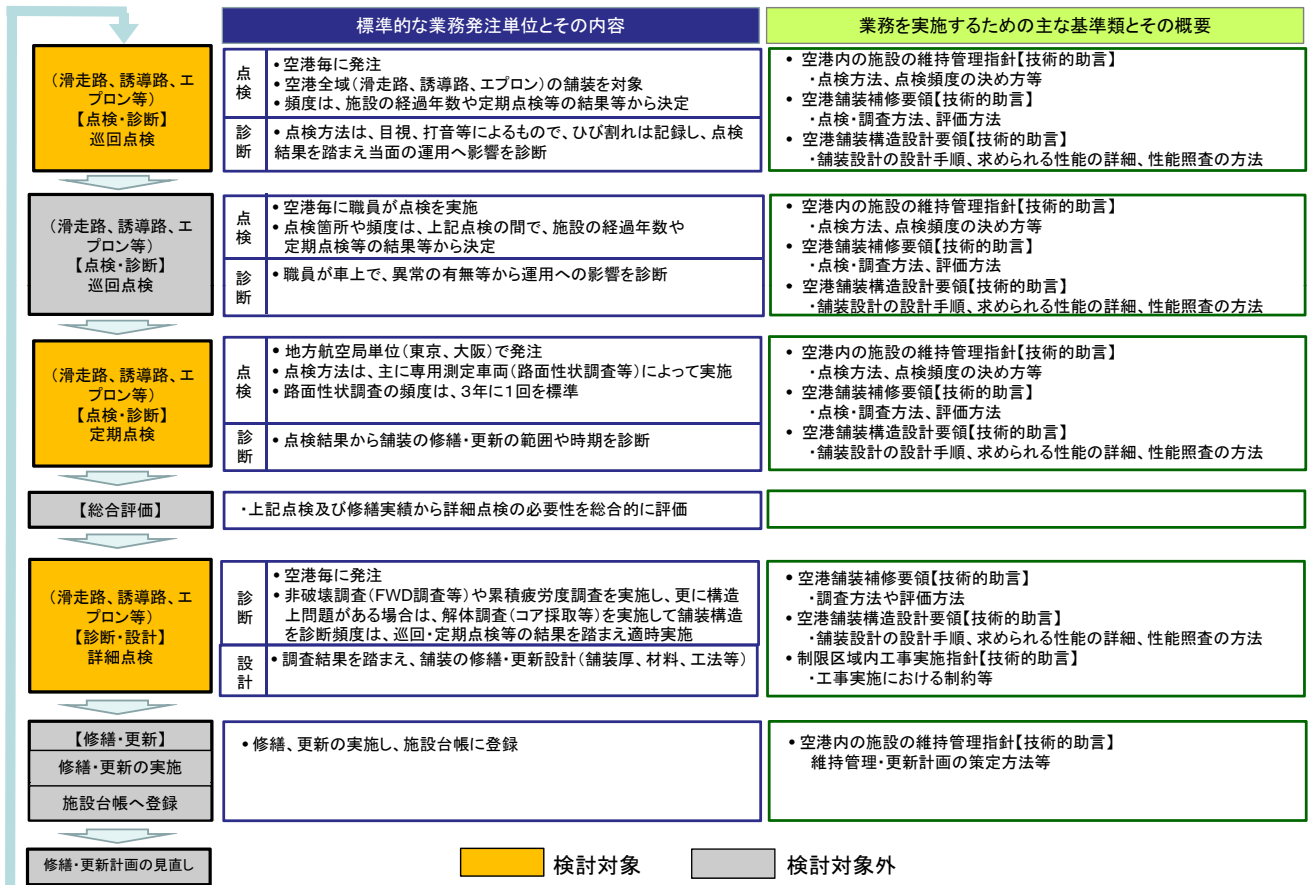 標準的な業務発注単位とその内容
業務を実施するための主な基準類とその概要
(滑走路、誘導路、エ
プロン等)
【点検・診断】
巡回点検
点
検
• 空港毎に発注
• 空港全域(滑走路、誘導路、エプロン)の舗装を対象
• 頻度は、施設の経過年数や定期点検等の結果等から決定
診
断
• 点検方法は、目視、打音等によるもので、ひび割れは記録し、点検
結果を踏まえ当面の運用へ影響を診断
• 空港内の施設の維持管理指針【技術的助言】
・点検方法、点検頻度の決め方等
• 空港舗装補修要領【技術的助言】
・点検・調査方法、評価方法
• 空港舗装構造設計要領【技術的助言】
・舗装設計の設計手順、求められる性能の詳細、性能照査の方法
(滑走路、誘導路、エ
プロン等)
【点検・診断】
巡回点検
点
検
• 空港毎に職員が点検を実施
• 点検箇所や頻度は、上記点検の間で、施設の経過年数や
定期点検等の結果等から決定
診
断
• 職員が車上で、異常の有無等から運用への影響を診断
• 空港内の施設の維持管理指針【技術的助言】
・点検方法、点検頻度の決め方等
• 空港舗装補修要領【技術的助言】
・点検・調査方法、評価方法
• 空港舗装構造設計要領【技術的助言】
・舗装設計の設計手順、求められる性能の詳細、性能照査の方法
(滑走路、誘導路、エ
プロン等)
【点検・診断】
定期点検
点
検
• 地方航空局単位(東京、大阪)で発注
• 点検方法は、主に専用測定車両(路面性状調査等)によって実施
• 路面性状調査の頻度は、3年に1回を標準
診
断
• 点検結果から舗装の修繕・更新の範囲や時期を診断
• 空港内の施設の維持管理指針【技術的助言】
・点検方法、点検頻度の決め方等
• 空港舗装補修要領【技術的助言】
・点検・調査方法、評価方法
• 空港舗装構造設計要領【技術的助言】
・舗装設計の設計手順、求められる性能の詳細、性能照査の方法
【総合評価】
・上記点検及び修繕実績から詳細点検の必要性を総合的に評価
(滑走路、誘導路、エ
プロン等)
【診断・設計】
詳細点検
診
断
• 空港毎に発注
• 非破壊調査(FWD調査等)や累積疲労度調査を実施し、更に構造
上問題がある場合は、解体調査(コア採取等)を実施して舗装構造
を診断頻度は、巡回・定期点検等の結果を踏まえ適時実施
設
計
• 調査結果を踏まえ、舗装の修繕・更新設計(舗装厚、材料、工法等)
• 空港舗装補修要領【技術的助言】
・調査方法や評価方法
• 空港舗装構造設計要領【技術的助言】
・舗装設計の設計手順、求められる性能の詳細、性能照査の方法
• 制限区域内工事実施指針【技術的助言】
・工事実施における制約等
【修繕・更新】
修繕・更新の実施
施設台帳へ登録
• 修繕、更新の実施し、施設台帳に登録
• 空港内の施設の維持管理指針【技術的助言】
維持管理・更新計画の策定方法等
修繕・更新計画の見直し
検討対象
検討対象外